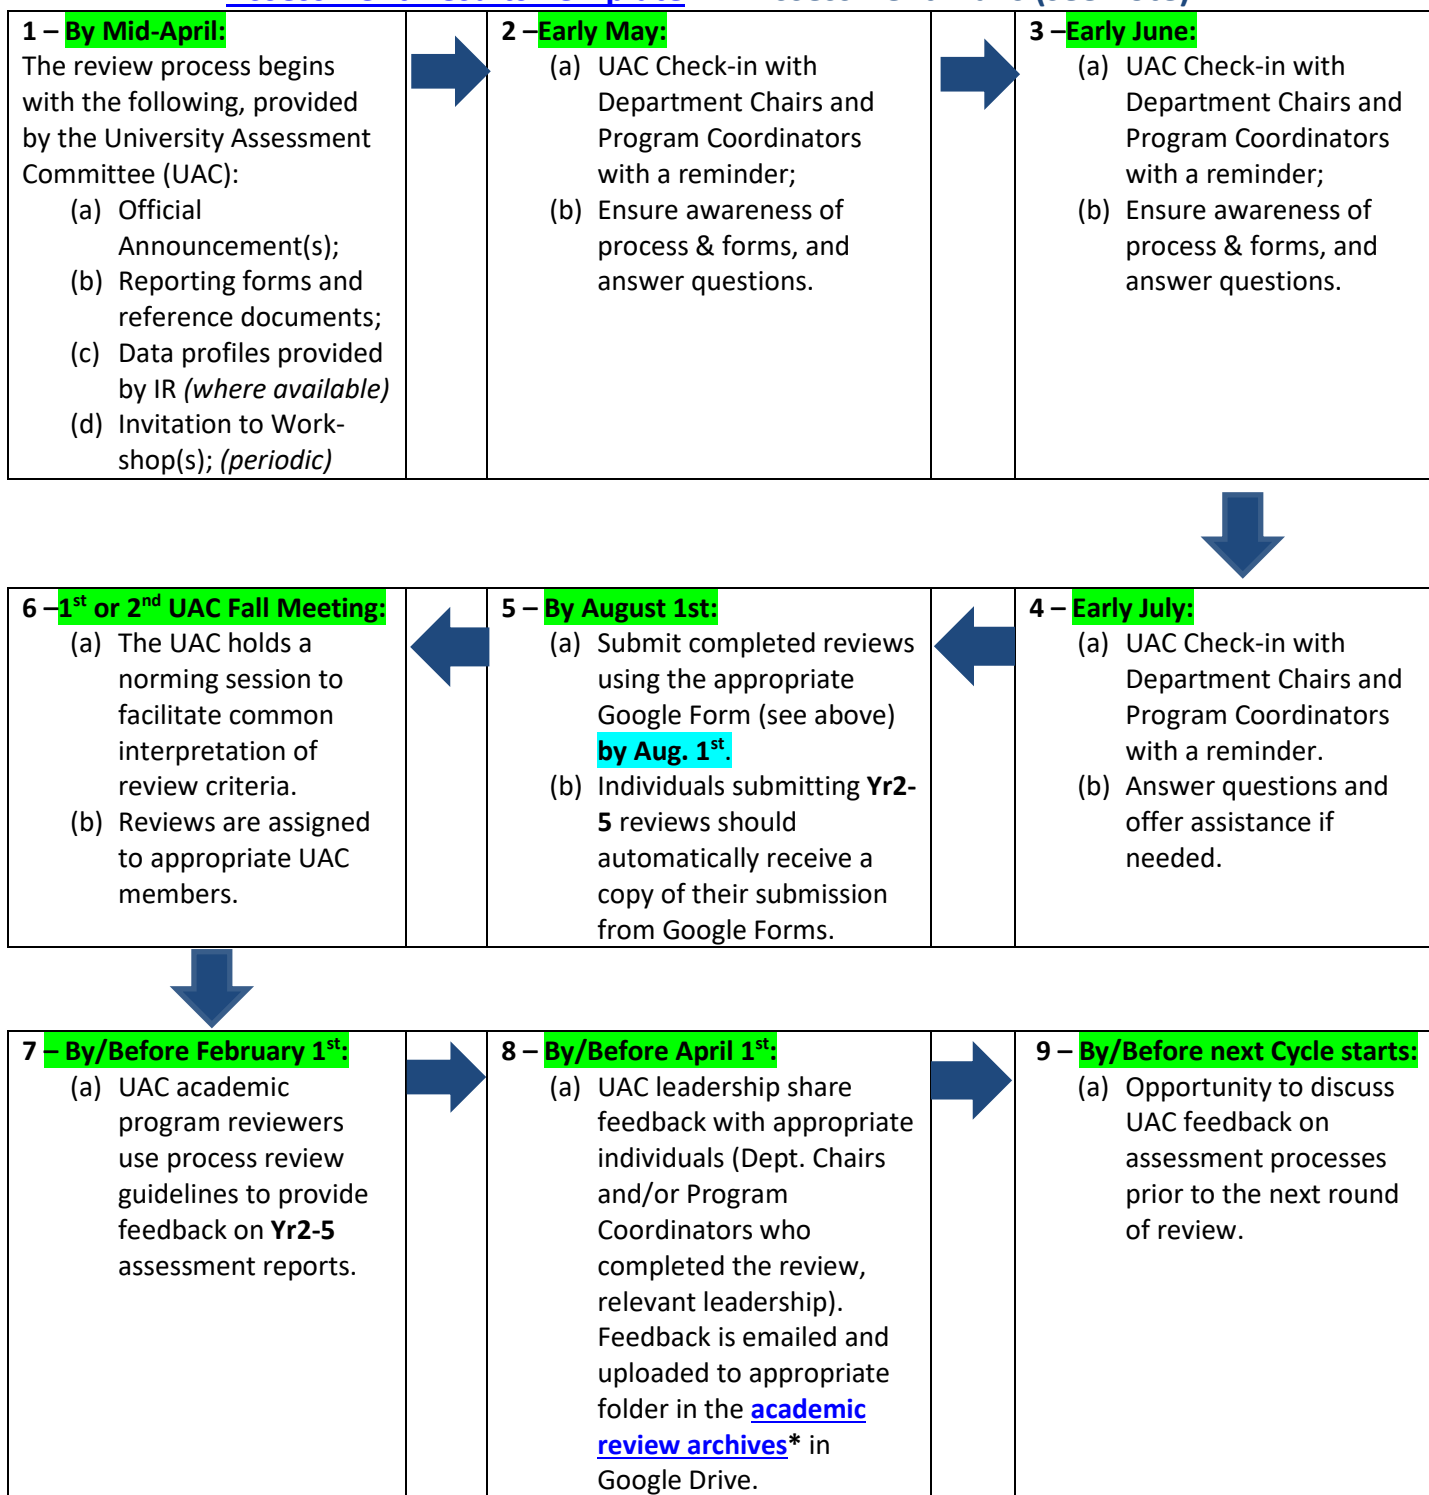 1 – By Mid-April:
The review process begins
with the following, provided
by the University Assessment
Committee (UAC):
(a) Official
Announcement(s);
(b) Reporting forms and
reference documents;
(c) Data profiles provided
by IR (where available)
(d) Invitation to Work-
shop(s); (periodic)
2 –Early May:
(a) UAC Check-in with
Department Chairs and
Program Coordinators
with a reminder;
(b) Ensure awareness of
process & forms, and
answer questions.
3 –Early June:
(a) UAC Check-in with
Department Chairs and
Program Coordinators
with a reminder;
(b) Ensure awareness of
process & forms, and
answer questions.
4 – Early July:
(a) UAC Check-in with
Department Chairs and
Program Coordinators
with a reminder.
(b) Answer questions and
offer assistance if
needed.
5 – By August 1st:
(a) Submit completed reviews
using the appropriate
Google Form (see above)
by Aug. 1st.
(b) Individuals submitting Yr2-
5 reviews should
automatically receive a
copy of their submission
from Google Forms.
6 –1st or 2nd UAC Fall Meeting:
(a) The UAC holds a
norming session to
facilitate common
interpretation of
review criteria.
(b) Reviews are assigned
to appropriate UAC
members.
7 – By/Before February 1st:
(a) UAC academic
program reviewers
use process review
guidelines to provide
feedback on Yr2-5
assessment reports.
8 – By/Before April 1st:
(a) UAC leadership share
feedback with appropriate
individuals (Dept. Chairs
and/or Program
Coordinators who
completed the review,
relevant leadership).
Feedback is emailed and
uploaded to appropriate
folder in the academic
review archives* in
Google Drive.
9 – By/Before next Cycle starts:
(a) Opportunity to discuss
UAC feedback on
assessment processes
prior to the next round
of review.